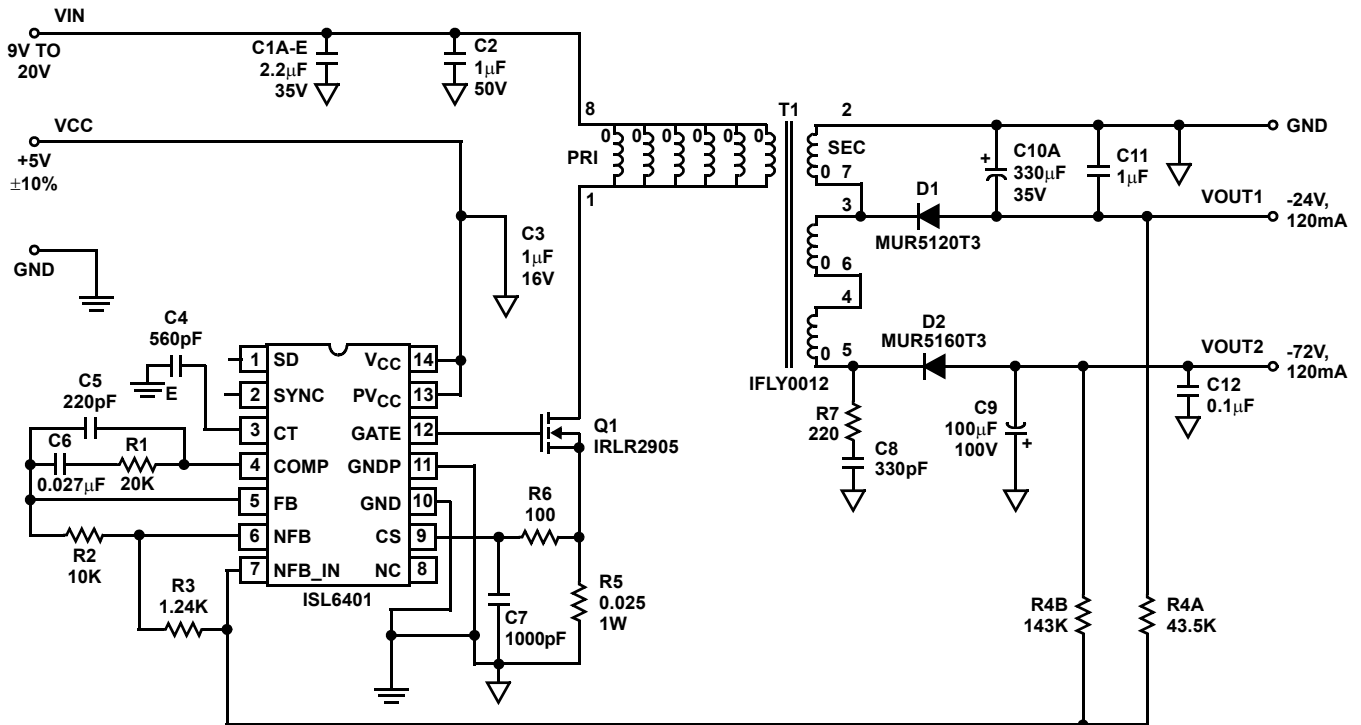 VIN
9V TO
20V
C1A-E
2.2μF
35V
C2
1μF
50V
VCC
+5V
±10%
GND
C3
1μF
16V
8
0 0 0 0 0 0
PRI
1
T1
2
SEC
0 7
3
0 6
4
0 5
IFLY0012
C10A
+
330μF
35V
C11
1μF
GND
D1
MUR5120T3
VOUT1
-24V,
120mA
D2
MUR5160T3
VOUT2
-72V,
120mA
R7
220
C8
330pF
C9
100μF
100V
+
C12
0.1μF
C4
560pF
E
C5
220pF
C6
0.027μF
R1
20K
R2
10K
R3
1.24K
1 SD
2 SYNC
3 CT
4 COMP
5 FB
6 NFB
7 NFB_IN
VCC 14
PVCC 13
GATE 12
GNDP 11
GND 10
CS 9
NC 8
ISL6401
Q1
IRLR2905
R6
100
C7
1000pF
R5
0.025
1W
R4B
143K
R4A
43.5K